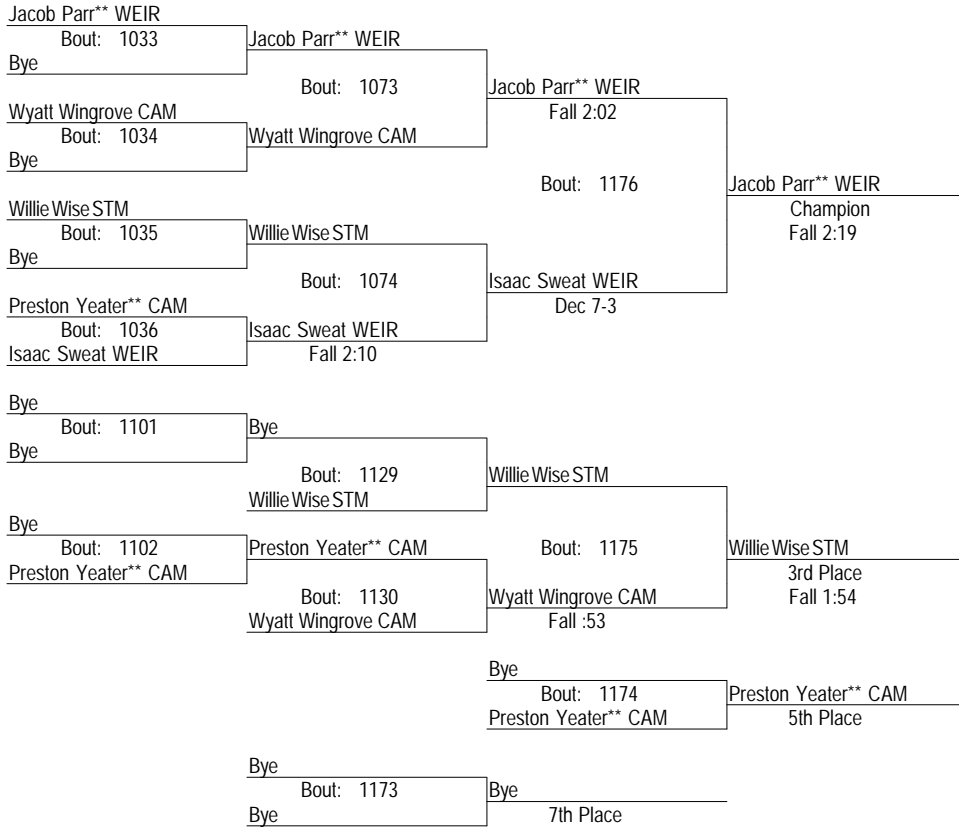 Jacob Parr** WEIR
Bout: 1033
Jacob Parr** WEIR
Bye
Bout: 1073
Jacob Parr** WEIR
Wyatt Wingrove CAM
Fall 2:02
Bout: 1034
Wyatt Wingrove CAM
Bye
Bout: 1176
Jacob Parr** WEIR
Willie Wise STM
Champion
Bout: 1035
Willie Wise STM
Fall 2:19
Bye
Bout: 1074
Isaac Sweat WEIR
Preston Yeater** CAM
Dec 7-3
Bout: 1036
Isaac Sweat WEIR
Isaac Sweat WEIR
Fall 2:10
Bye
Bout: 1101
Bye
Bye
Bout: 1129
Willie Wise STM
Willie Wise STM
Bye
Bout: 1102
Preston Yeater** CAM
Bout: 1175
Willie Wise STM
Preston Yeater** CAM
3rd Place
Bout: 1130
Wyatt Wingrove CAM
Fall 1:54
Wyatt Wingrove CAM
Fall :53
Bye
Bout: 1174
Preston Yeater** CAM
Preston Yeater** CAM
5th Place
Bye
Bout: 1173
Bye
Bye
7th Place